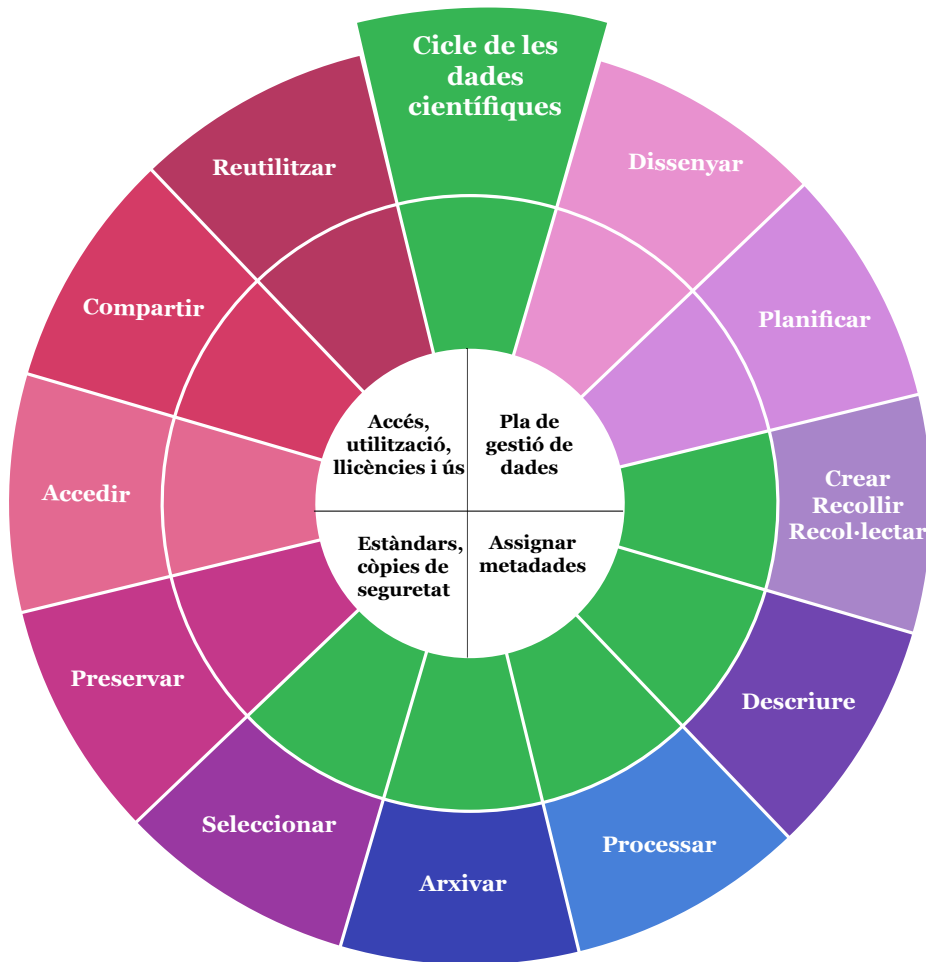 Cicle de les
dades
científiques
Dissenyar
Planificar
Crear
Recollir
Recol·lectar
Descriure
Processar
Arxivar
Seleccionar
Preservar
Accedir
Compartir
Reutilitzar
Accés,
utilització,
llicències i ús
Pla de
gestió de
dades
Estàndars,
còpies de
seguretat
Assignar
metadades